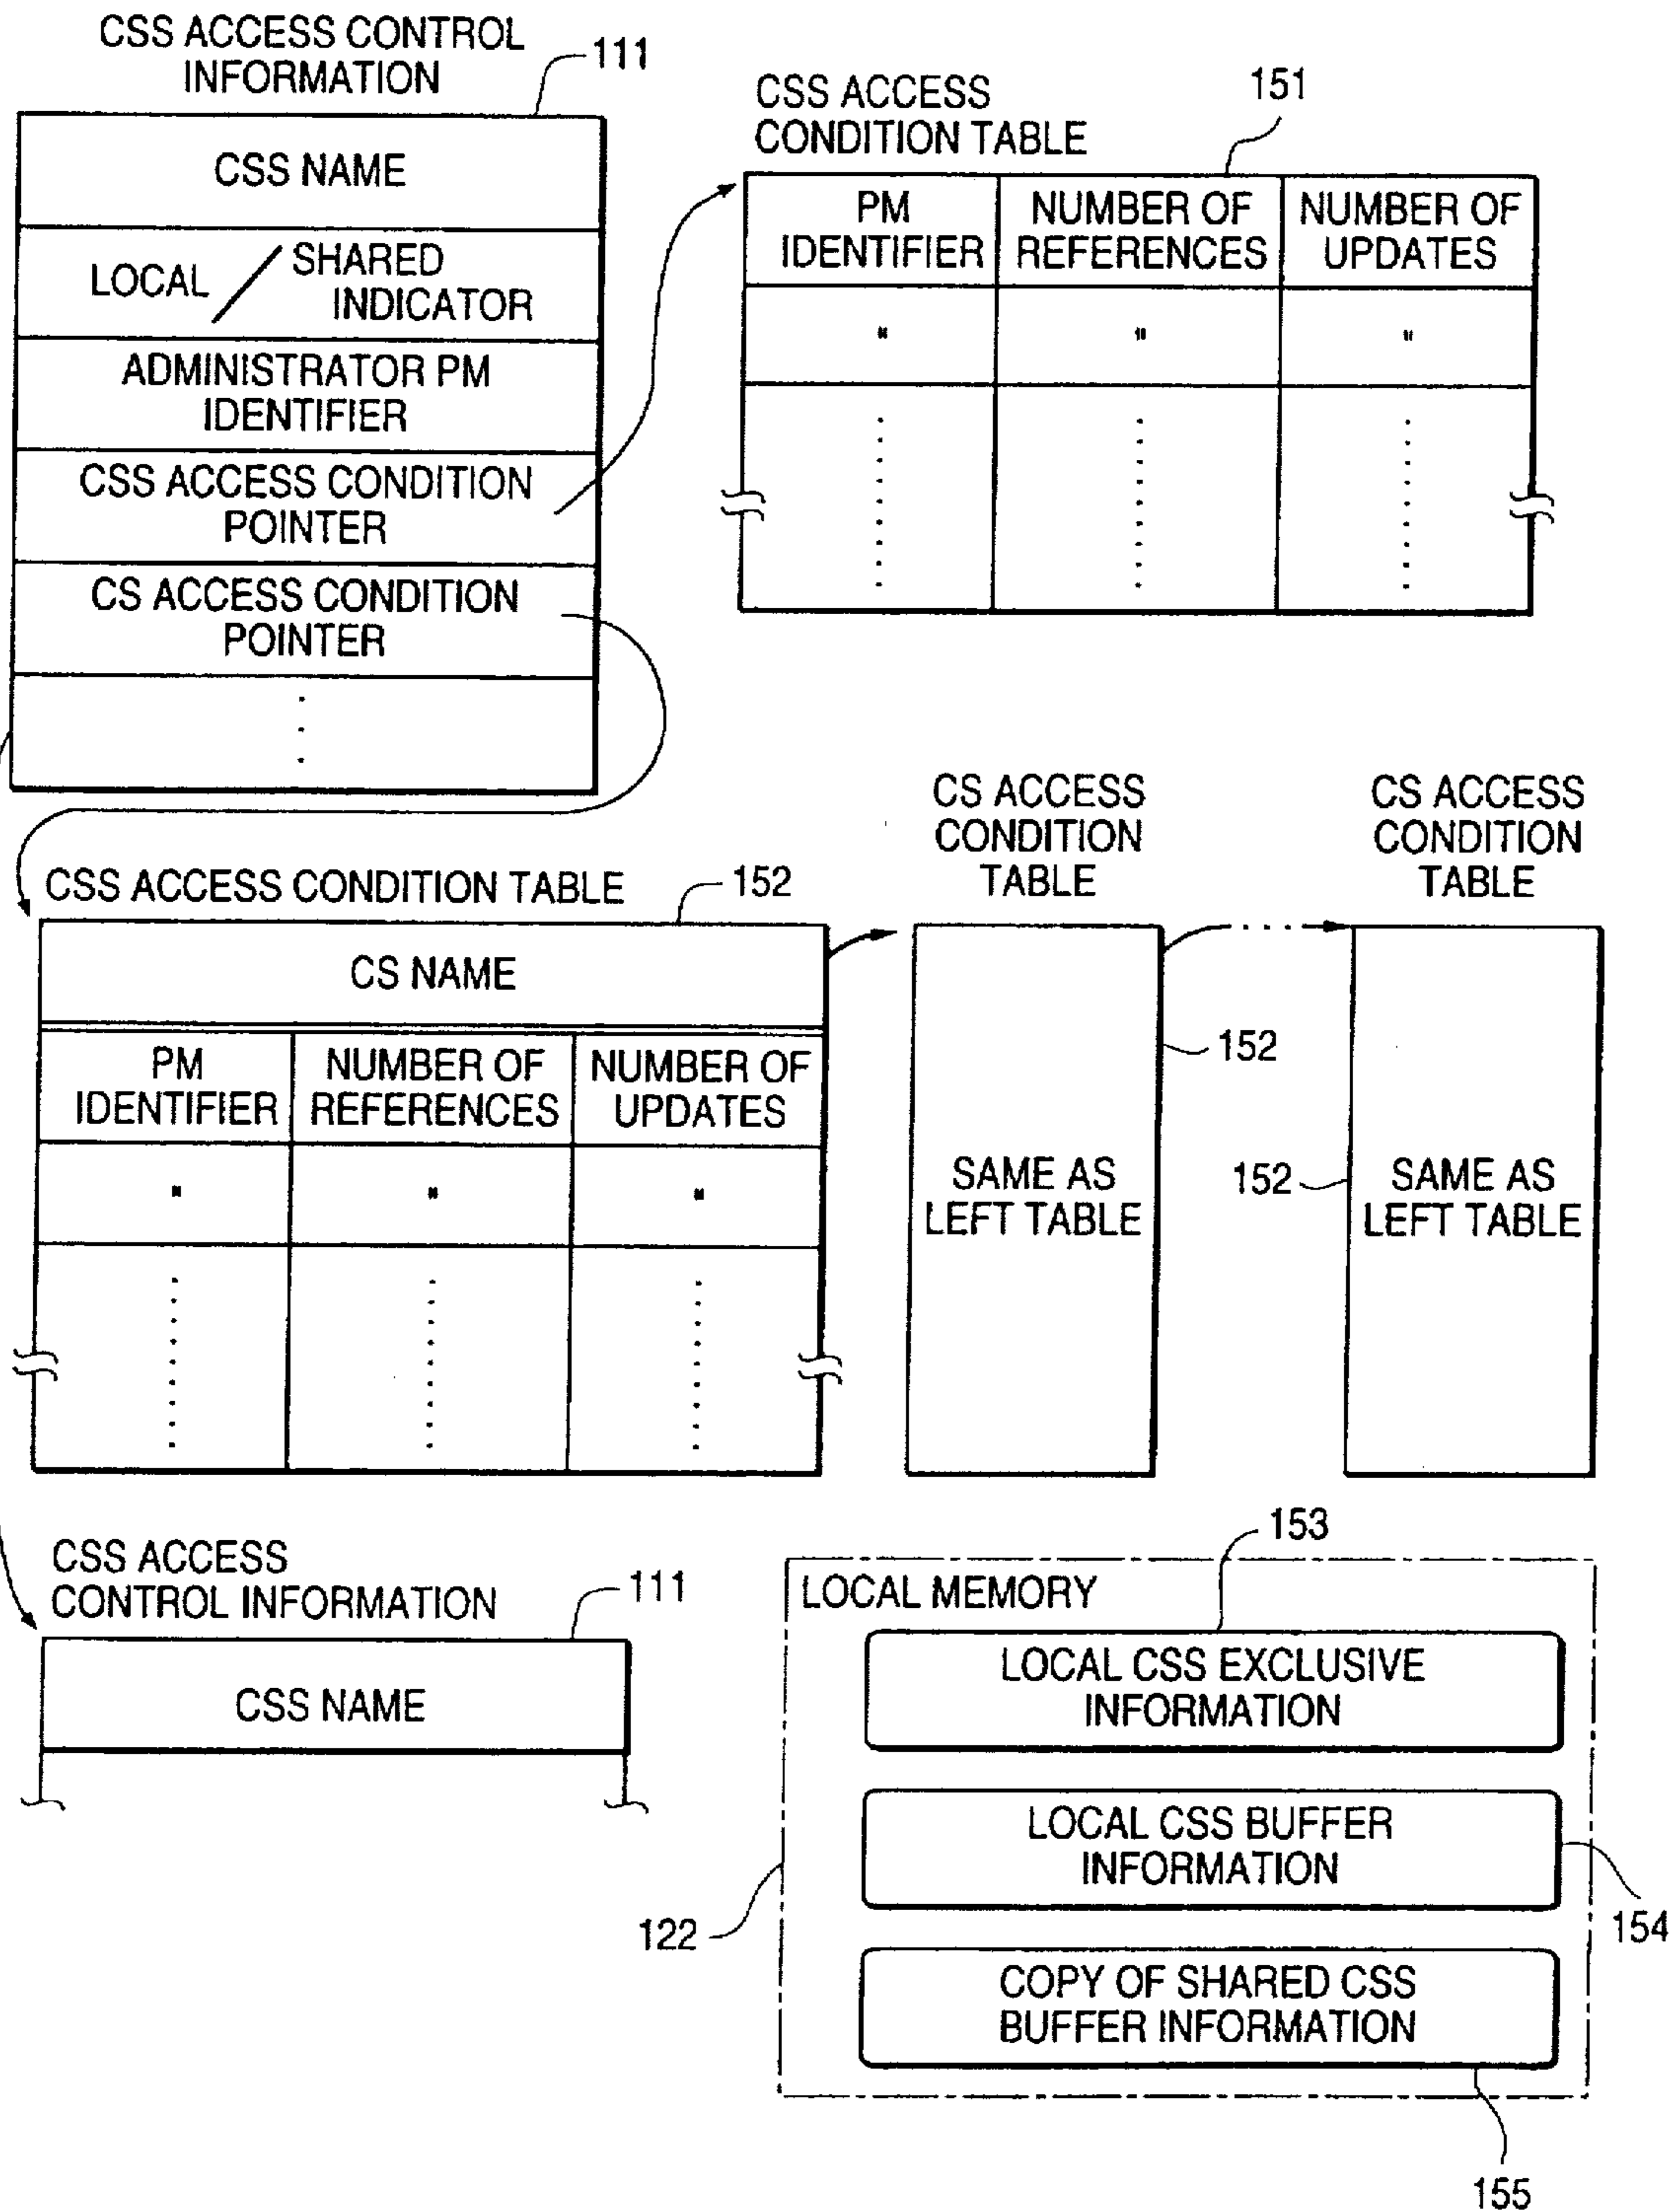 CSS ACCESS CONTROL
INFORMATION
111
CSS NAME
LOCAL / SHARED
INDICATOR
ADMINISTRATOR PM
IDENTIFIER
CSS ACCESS CONDITION
POINTER
CS ACCESS CONDITION
POINTER
CSS ACCESS
CONDITION TABLE
151
PM
IDENTIFIER
NUMBER OF
REFERENCES
NUMBER OF
UPDATES
"
"
"
CSS ACCESS CONDITION TABLE
152
CS NAME
PM
IDENTIFIER
NUMBER OF
REFERENCES
NUMBER OF
UPDATES
"
"
"
CS ACCESS
CONDITION
TABLE
152
SAME AS
LEFT TABLE
CS ACCESS
CONDITION
TABLE
152
SAME AS
LEFT TABLE
CSS ACCESS
CONTROL INFORMATION
111
CSS NAME
153
LOCAL MEMORY
LOCAL CSS EXCLUSIVE
INFORMATION
LOCAL CSS BUFFER
INFORMATION
122
154
COPY OF SHARED CSS
BUFFER INFORMATION
155